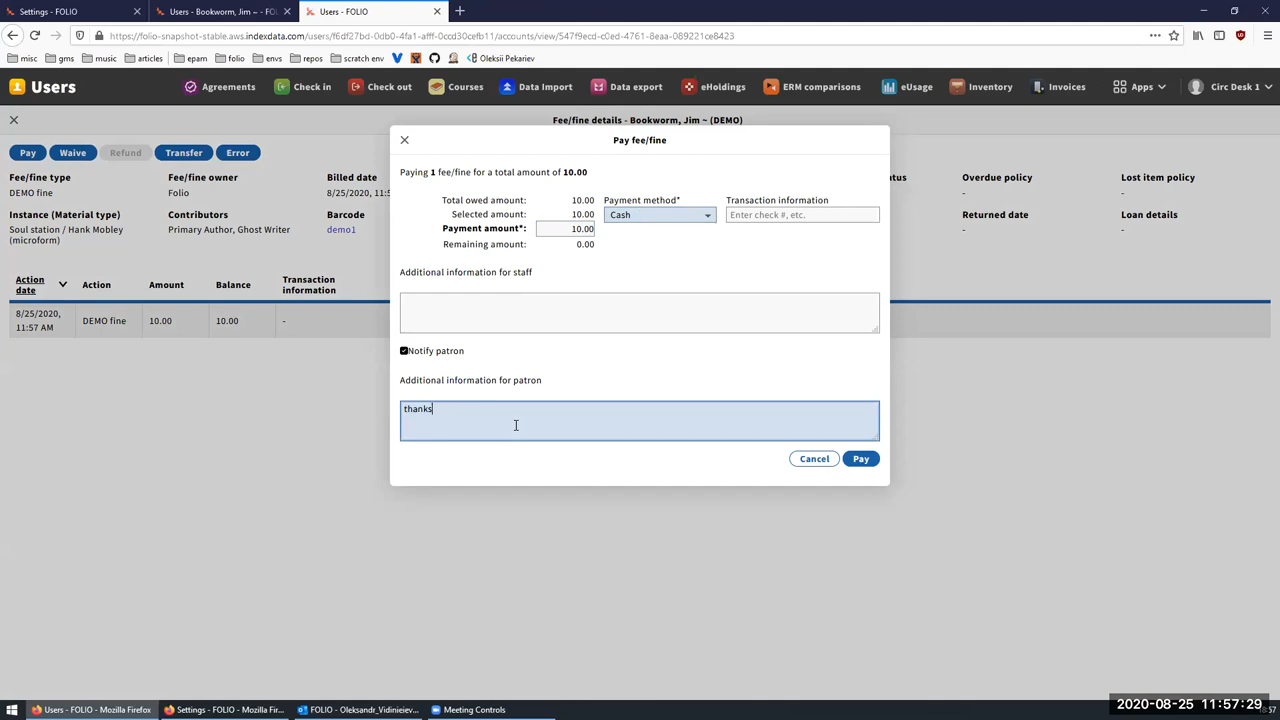 Settings - FOLIO
Users - Bookworm, Jim ~ - FOL
Users - FOLIO
https://folio-snapshot-stable.aws.indexdata.com/users/f6df27bd-0db0-4fa1-afff-0ccd30cefb11/accounts/view/547f9ecd-c0ed-4761-8eaa-089221ce8423
misc gms music articles epam folio envs repos scratch env Oleksii Pekariev
Users Agreements Check in Check out Courses Data Import Data export eHoldings ERM comparisons eUsage Inventory Invoices Apps Circ Desk 1
Fee/fine details - Bookworm, Jim ~ (DEMO)
Pay Waive Refund Transfer Error
Fee/fine type Fee/fine owner Billed date Overdue policy Lost item policy
DEMO fine Folio 8/25/2020, 11:5 - -
Instance (Material type) Contributors Barcode Returned date Loan details
Soul station / Hank Mobley Primary Author, Ghost Writer demo1 - -
(microform)
Action date Action Amount Balance Transaction information
8/25/2020, 11:57 AM DEMO fine 10.00 10.00 -
Pay fee/fine
Paying 1 fee/fine for a total amount of 10.00
Total owed amount: 10.00 Payment method* Transaction information
Selected amount: 10.00 Cash Enter check #, etc.
Payment amount*: 10.00
Remaining amount: 0.00
Additional information for staff
Notify patron
Additional information for patron
thanks
Cancel Pay
Users - FOLIO - Mozilla Firefox
Settings - FOLIO - Mozilla Fir...
FOLIO - Oleksandr_Vidinieiev...
Meeting Controls
2020-08-25 11:57:29